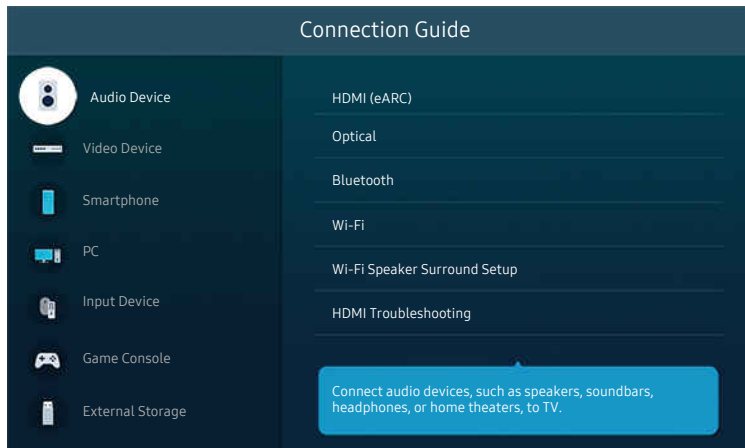 Connection Guide
Audio Device
Video Device
Smartphone
PC
Input Device
Game Console
External Storage
HDMI (eARC)
Optical
Bluetooth
Wi-Fi
Wi-Fi Speaker Surround Setup
HDMI Troubleshooting
Connect audio devices, such as speakers, soundbars,
headphones, or home theaters, to TV.